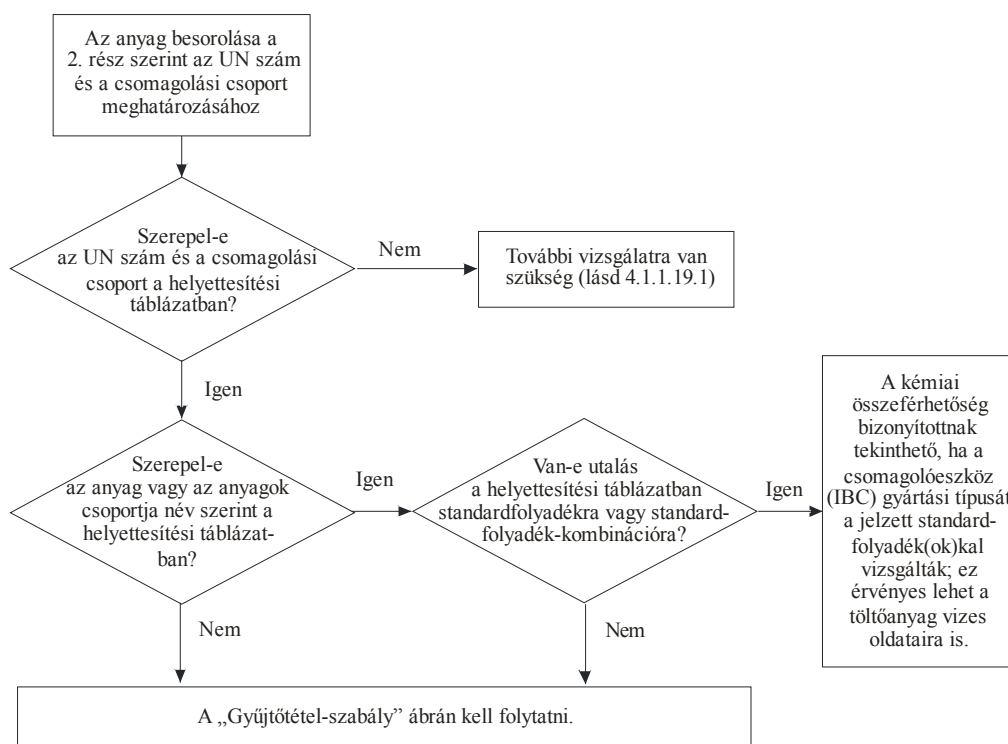 Az anyag besorolása a
2. rész szerint az UN szám
és a csomagolási csoport
meghatározásához
Szerepel-e
az UN szám és a csomagolási
csoport a helyettesítési
táblázatban?
Nem
További vizsgálatra van
szükség (lásd 4.1.1.19.1)
Igen
Szerepel-e
az anyag vagy az anyagok
csoportja név szerint a
helyettesítési táblázat-
ban?
Igen
Van-e utalás
a helyettesítési táblázatban
standardfolyadékra vagy standard-
folyadék-kombinációra?
Igen
A kémiai
összeférhetőség
bizonyítottnak
tekinthető, ha a
csomagolóeszköz
(IBC) gyártási típusát
a jelzett standard-
folyadék(ok)kal
vizsgálták; ez
érvényes lehet a
töltőanyag vizes
oldataira is.
Nem
Nem
A „Gyűjtőtétel-szabály” ábrán kell folytatni.